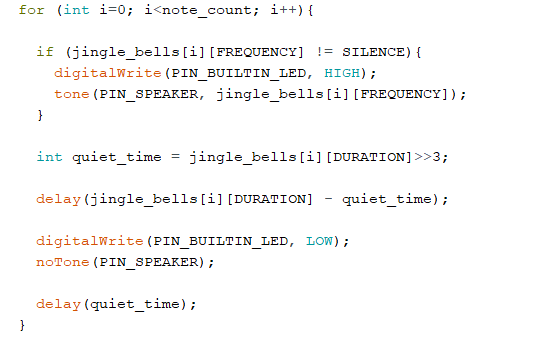 for (int i=0; i<note_count; i++){
if (jingle_bells[i][FREQUENCY] != SILENCE){
digitalWrite(PIN_BUILTIN_LED, HIGH);
tone(PIN_SPEAKER, jingle_bells[i][FREQUENCY]);
}
int quiet_time = jingle_bells[i][DURATION]>>3;
delay(jingle_bells[i][DURATION] - quiet_time);
digitalWrite(PIN_BUILTIN_LED, LOW);
noTone(PIN_SPEAKER);
delay(quiet_time);
}